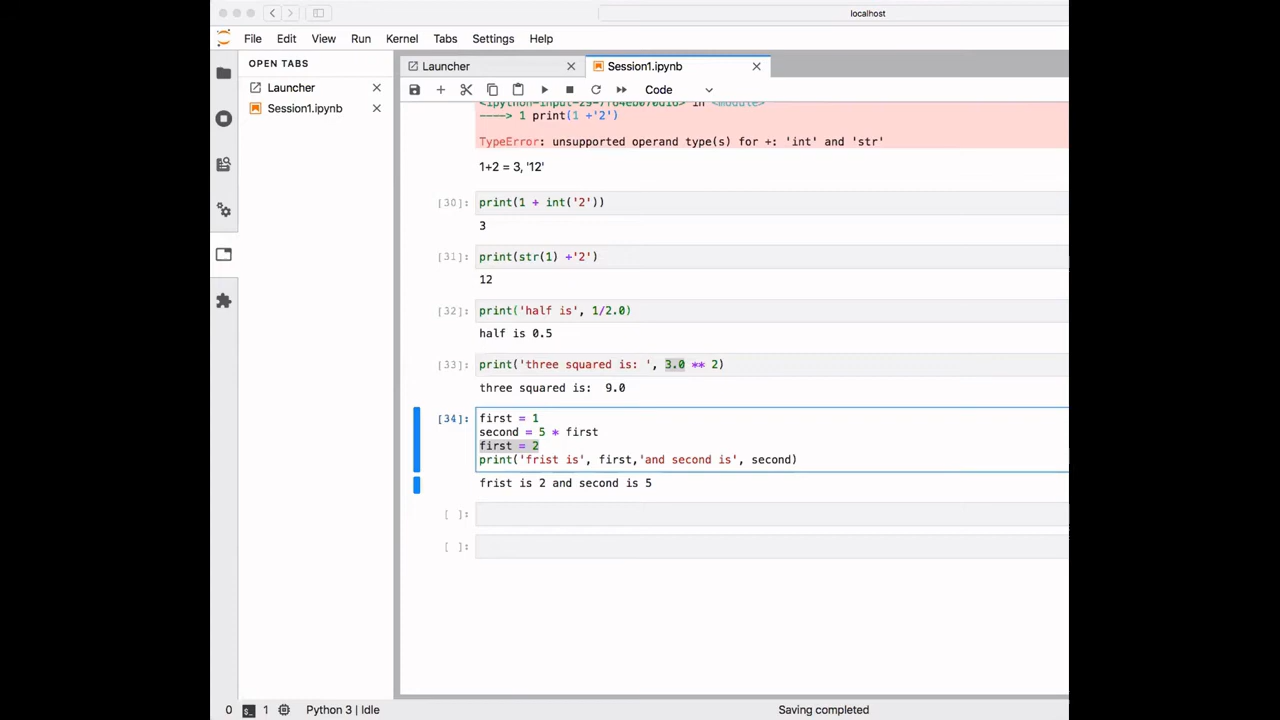 localhost
File Edit View Run Kernel Tabs Settings Help
OPEN TABS
Launcher
Session1.ipynb
Launcher
Session1.ipynb
Code
in <module>
----> 1 print(1 +'2')
TypeError: unsupported operand type(s) for +: 'int' and 'str'
1+2 = 3, '12'
[30]: print(1 + int('2'))
3
[31]: print(str(1) +'2')
12
[32]: print('half is', 1/2.0)
half is 0.5
[33]: print('three squared is: ', 3.0 ** 2)
three squared is:  9.0
[34]: first = 1
second = 5 * first
first = 2
print('frist is', first,'and second is', second)
frist is 2 and second is 5
[ ]:
[ ]:
0 1 Python 3 | Idle Saving completed